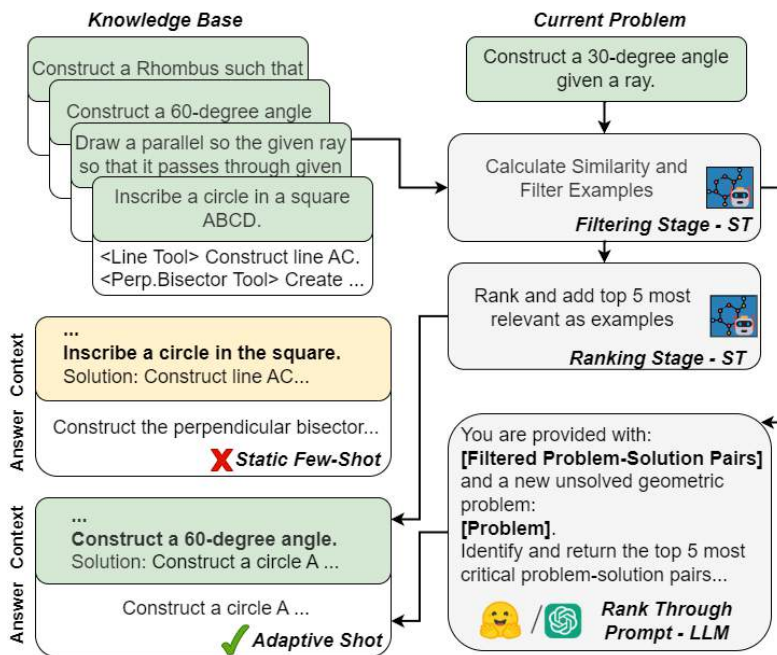 Knowledge Base
Construct a Rhombus such that
Construct a 60-degree angle
Draw a parallel so the given ray
so that it passes through given
Inscribe a circle in a square
ABCD.
<Line Tool> Construct line AC.
<Perp.Bisector Tool> Create ...
Current Problem
Construct a 30-degree angle
given a ray.
Calculate Similarity and
Filter Examples
Filtering Stage - ST
Rank and add top 5 most
relevant as examples
Ranking Stage - ST
Context
...
Inscribe a circle in the square.
Solution: Construct line AC...
Answer
Construct the perpendicular bisector...
Static Few-Shot
Context
...
Construct a 60-degree angle.
Solution: Construct a circle A ...
Answer
Construct a circle A ...
Adaptive Shot
You are provided with:
[Filtered Problem-Solution Pairs]
and a new unsolved geometric
problem:
[Problem].
Identify and return the top 5 most
critical problem-solution pairs...
/
Rank Through
Prompt - LLM